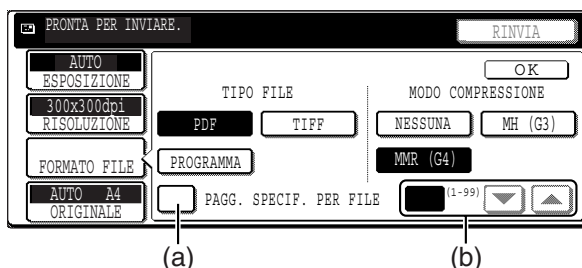 PRONTA PER INVIARE.
RINVIA
AUTO
ESPOSIZIONE
OK
TIPO FILE
MODO COMPRESSIONE
300x300dpi
RISOLUZIONE
PDF
TIFF
NESSUNA
MH (G3)
FORMATO FILE
PROGRAMMA
MMR (G4)
AUTO A4
ORIGINALE
PAGG. SPECIF. PER FILE
(1-99)
(a)
(b)